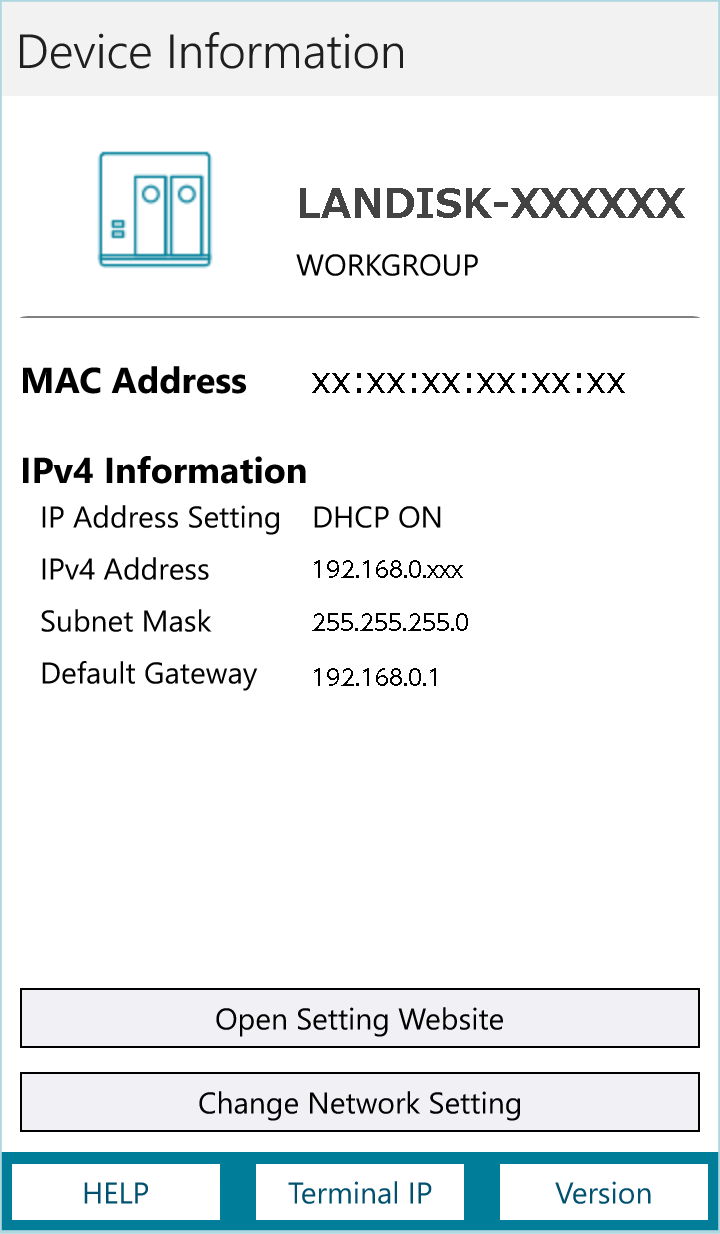 Device Information
LANDISK-XXXXXX
WORKGROUP
MAC Address xx:xx:xx:xx:xx:xx
IPv4 Information
IP Address Setting DHCP ON
IPv4 Address 192.168.0.xxx
Subnet Mask 255.255.255.0
Default Gateway 192.168.0.1
Open Setting Website
Change Network Setting
HELP Terminal IP Version